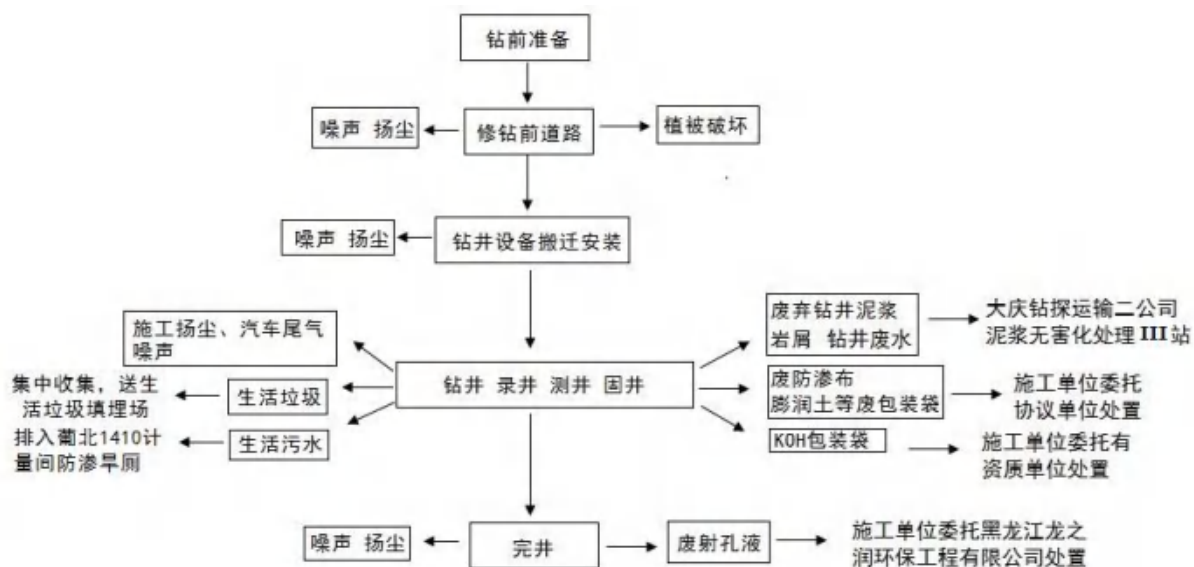 钻前准备
噪声 扬尘
修钻前道路
植被破坏
噪声 扬尘
钻井设备搬迁安装
施工扬尘、汽车尾气
噪声
废弃钻井泥浆
岩屑 钻井废水
大庆钻探运输二公司
泥浆无害化处理III站
集中收集，送生
活垃圾填埋场
生活垃圾
钻井 录井 测井 固井
废防渗布
膨润土等废包装袋
施工单位委托
协议单位处置
排入葡北1410计
量间防渗旱厕
生活污水
KOH包装袋
施工单位委托有
资质单位处置
噪声 扬尘
完井
废射孔液
施工单位委托黑龙江龙之
润环保工程有限公司处置